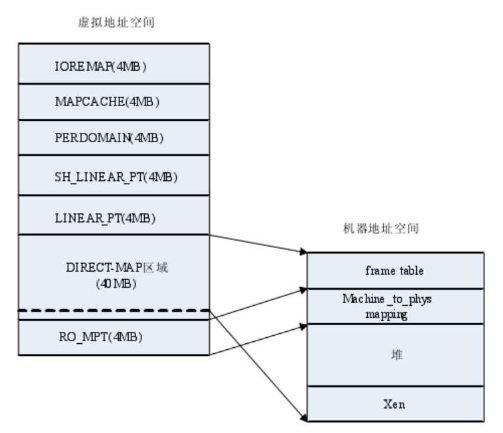 虚拟地址空间
IOREMAP(4MB)
MAPCACHE(4MB)
PERDOMAIN(4MB)
SH_LINEAR_PT(4MB)
LINEAR_PT(4MB)
DIRECT-MAP区域
(40MB)
RO_MPT(4MB)
机器地址空间
frame table
Machine_to_phys
mapping
堆
Xen